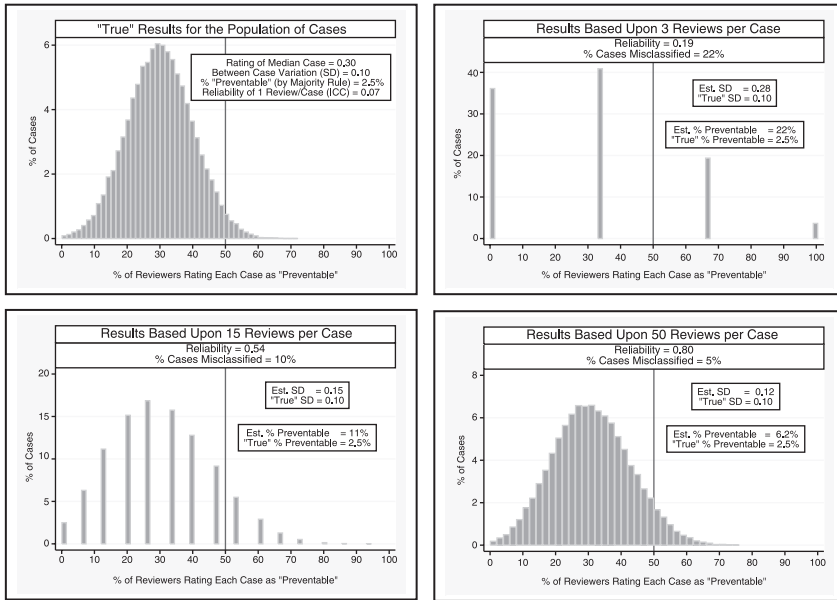 "True" Results for the Population of Cases
Rating of Median Case = 0.30
Between Case Variation (SD) = 0.10
% "Preventable" (by Majority Rule) = 2.5%
Reliability of 1 Review/Case (ICC) = 0.07
% of Cases
6
4
2
0
0 10 20 30 40 50 60 70 80 90 100
% of Reviewers Rating Each Case as "Preventable"
Results Based Upon 3 Reviews per Case
Reliability = 0.19
% Cases Misclassified = 22%
Est. SD = 0.28
"True" SD = 0.10
Est. % Preventable = 22%
"True" % Preventable = 2.5%
% of Cases
40
30
20
10
0
0 10 20 30 40 50 60 70 80 90 100
% of Reviewers Rating Each Case as "Preventable"
Results Based Upon 15 Reviews per Case
Reliability = 0.54
% Cases Misclassified = 10%
Est. SD = 0.15
"True" SD = 0.10
Est. % Preventable = 11%
"True" % Preventable = 2.5%
% of Cases
20
15
10
5
0
0 10 20 30 40 50 60 70 80 90 100
% of Reviewers Rating Each Case as "Preventable"
Results Based Upon 50 Reviews per Case
Reliability = 0.80
% Cases Misclassified = 5%
Est. SD = 0.12
"True" SD = 0.10
Est. % Preventable = 6.2%
"True" % Preventable = 2.5%
% of Cases
8
6
4
2
0
0 10 20 30 40 50 60 70 80 90 100
% of Reviewers Rating Each Case as "Preventable"